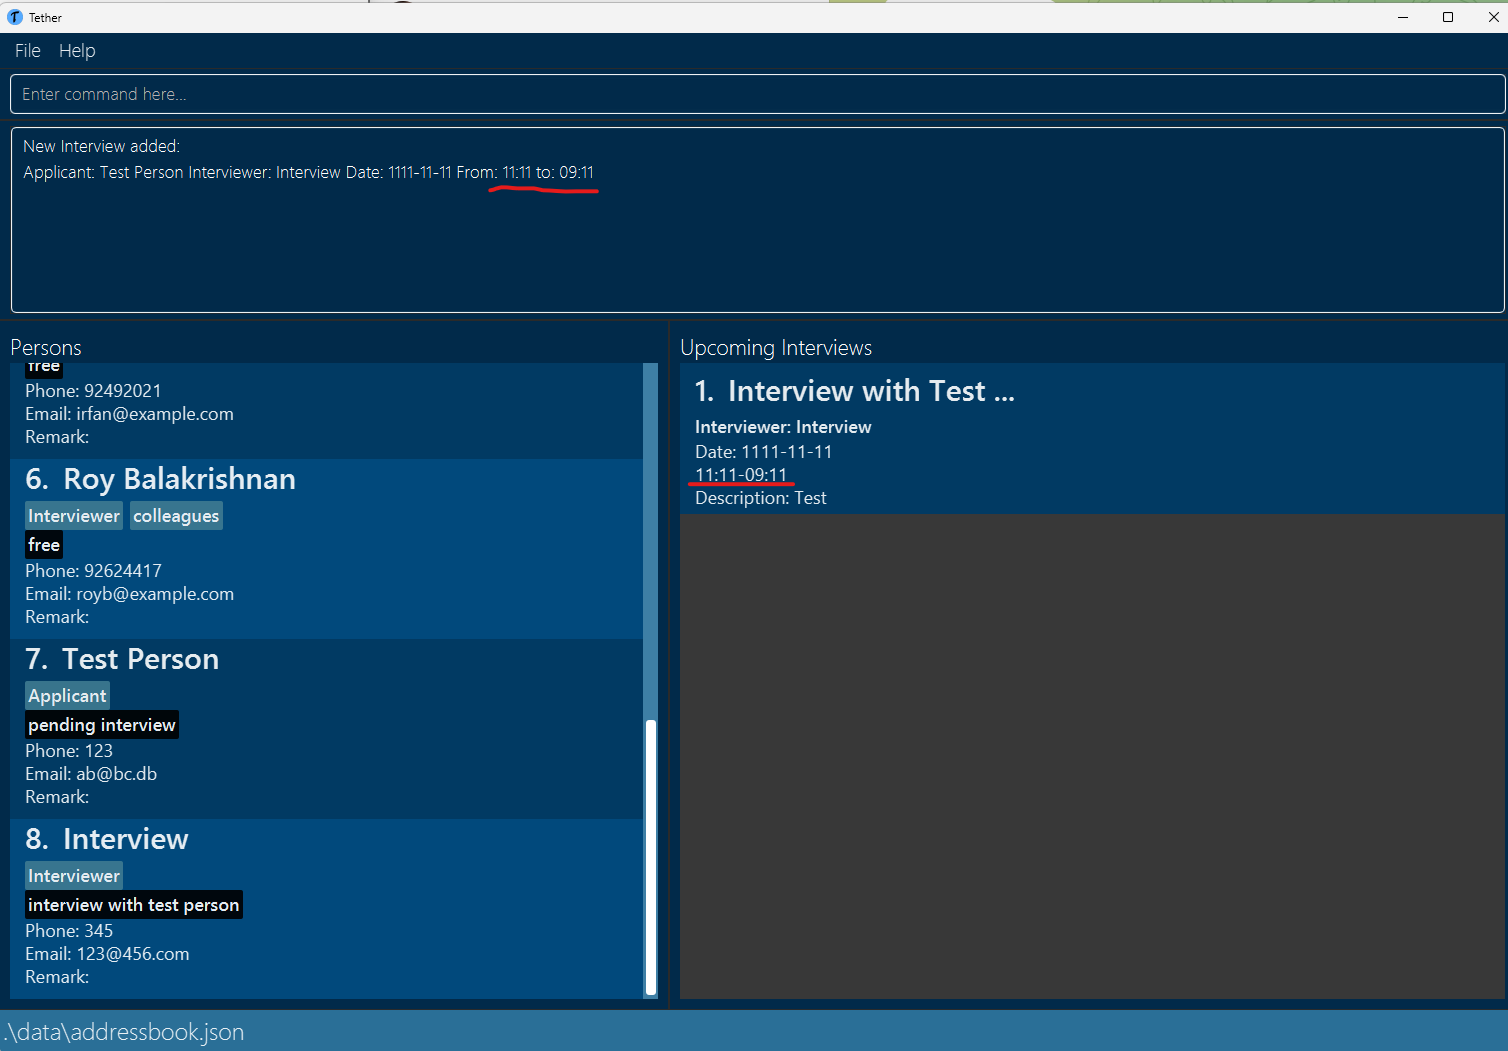 Tether
File Help
Enter command here...
New Interview added:
Applicant: Test Person Interviewer: Interview Date: 1111-11-11 From: 11:11 to: 09:11
Persons
free
Phone: 92492021
Email: irfan@example.com
Remark:
6. Roy Balakrishnan
Interviewer colleagues
free
Phone: 92624417
Email: royb@example.com
Remark:
7. Test Person
Applicant
pending interview
Phone: 123
Email: ab@bc.db
Remark:
8. Interview
Interviewer
interview with test person
Phone: 345
Email: 123@456.com
Remark:
Upcoming Interviews
1. Interview with Test ...
Interviewer: Interview
Date: 1111-11-11
11:11-09:11
Description: Test
.\data\addressbook.json